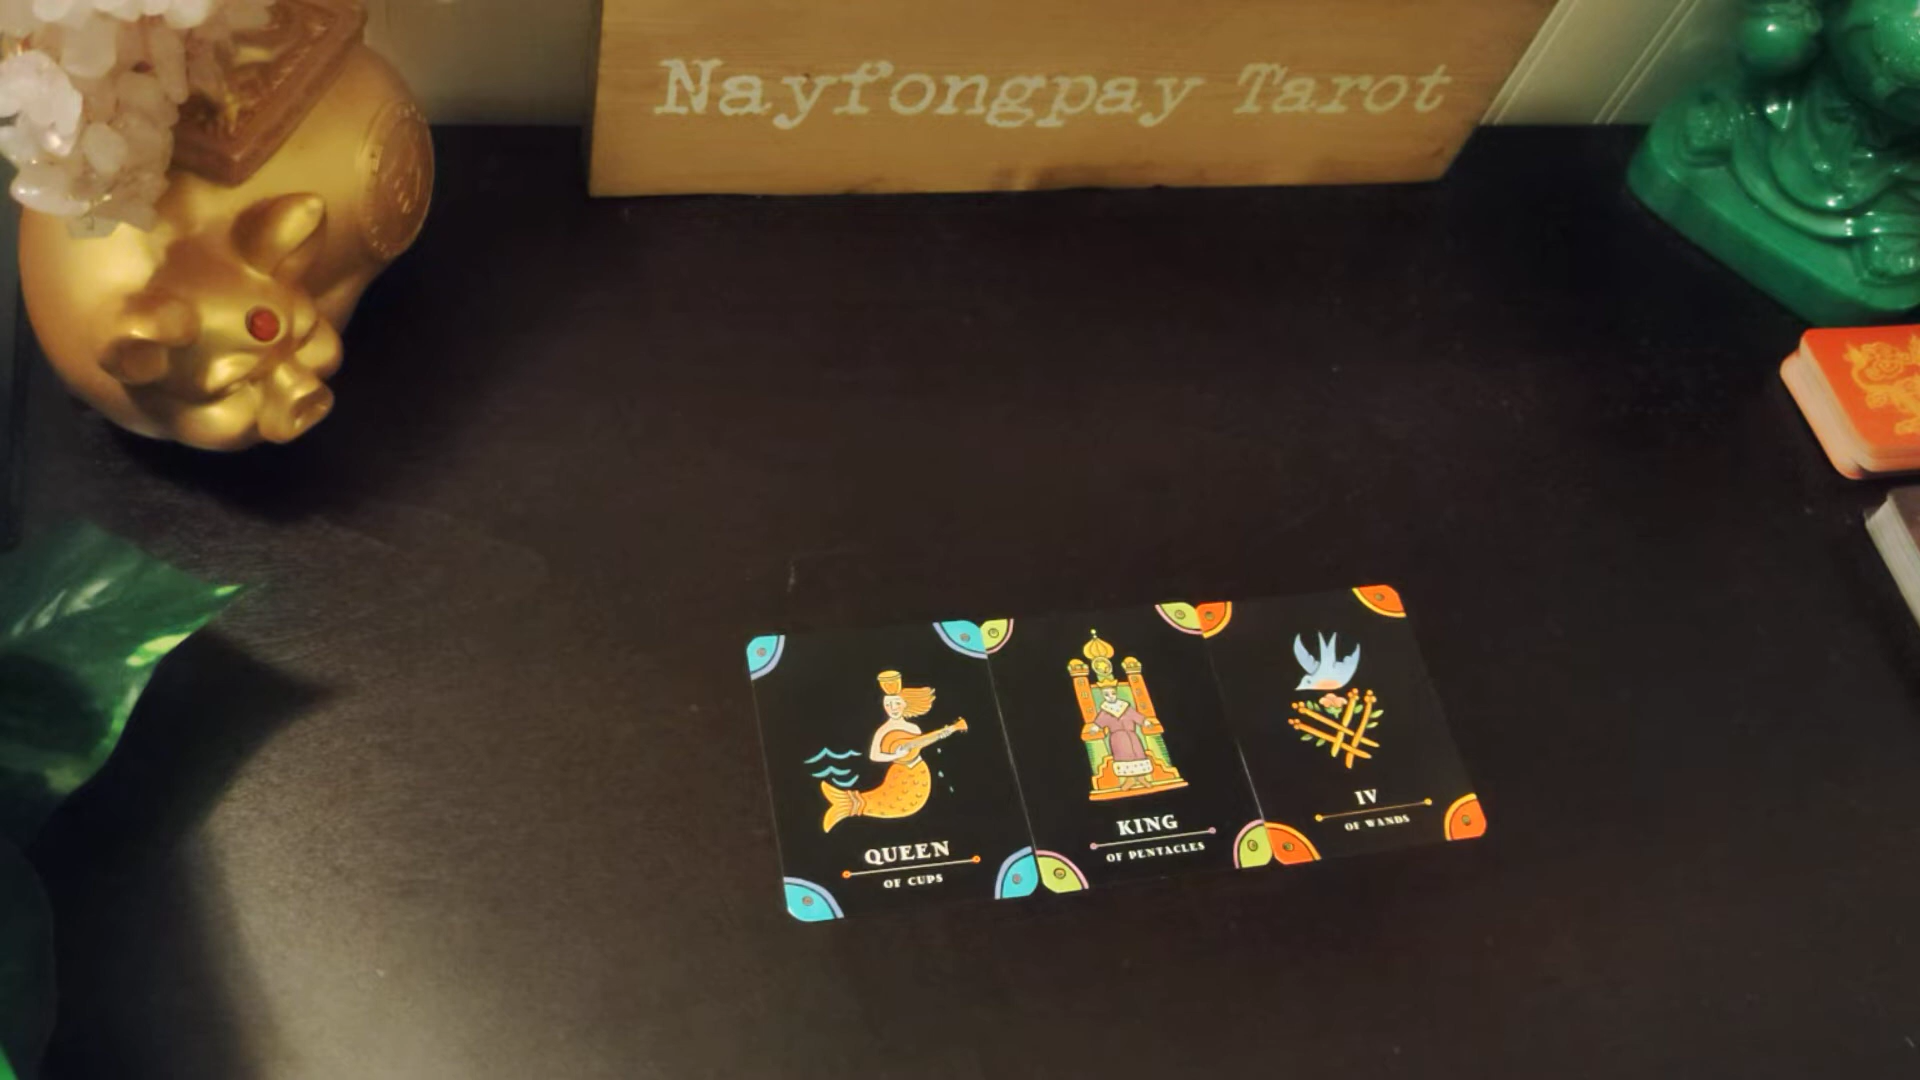 Nayfongpay Tarot
QUEEN
OF CUPS
KING
OF PENTACLES
IV
OF WANDS